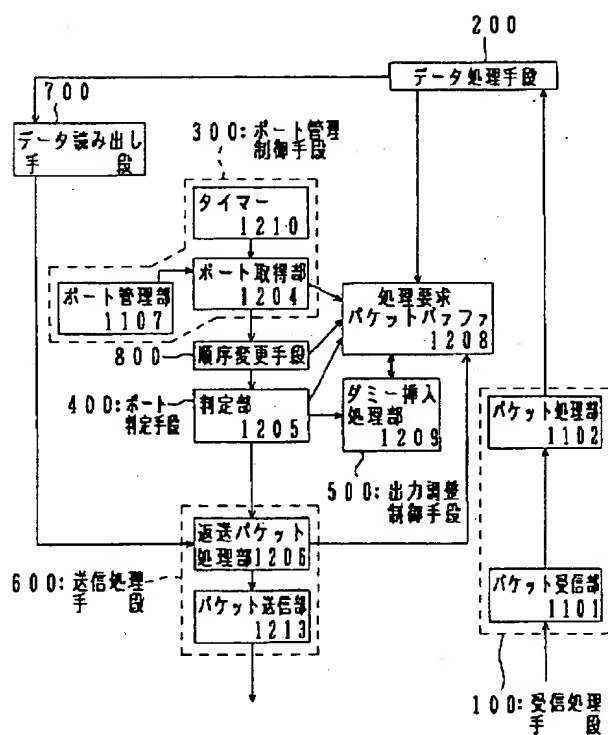 200
データ処理手段
700
データ読み出し
手 段
300:ポート管理
制御手段
タイマー
1210
ポート管理部
1107
ポート取得部
1204
処理要求
パケットバァファ
1208
800
順序変更手段
400:ポート
判定手段
判定部
1205
ダミー挿入
処理部
1209
500:出力調整
制御手段
パケット処理部
1102
返送パケット
処理部1206
600:送信処理
手 段
パケット送信部
1213
パケット受信部
1101
100:受信処理
手 段